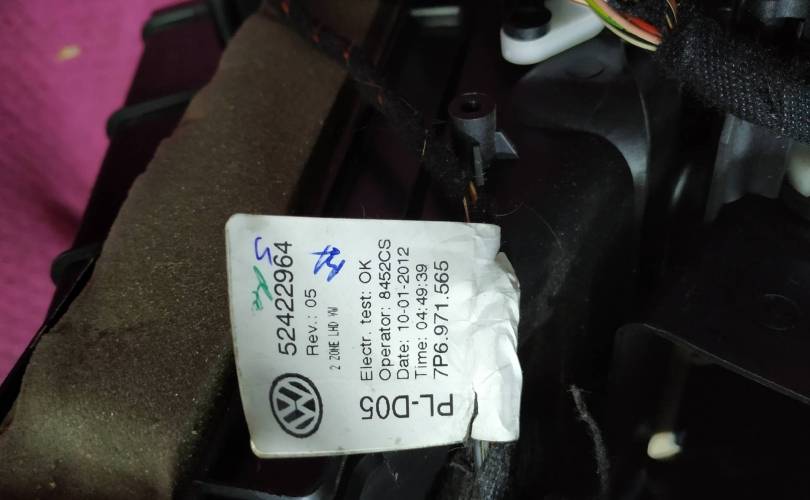 52422964
Rev.: 05
2 ZONE LHD VW
Electr. test: OK
Operator: 8452CS
Date: 10-01-2012
Time: 04:49:39
7P6.971.565
PL-D05